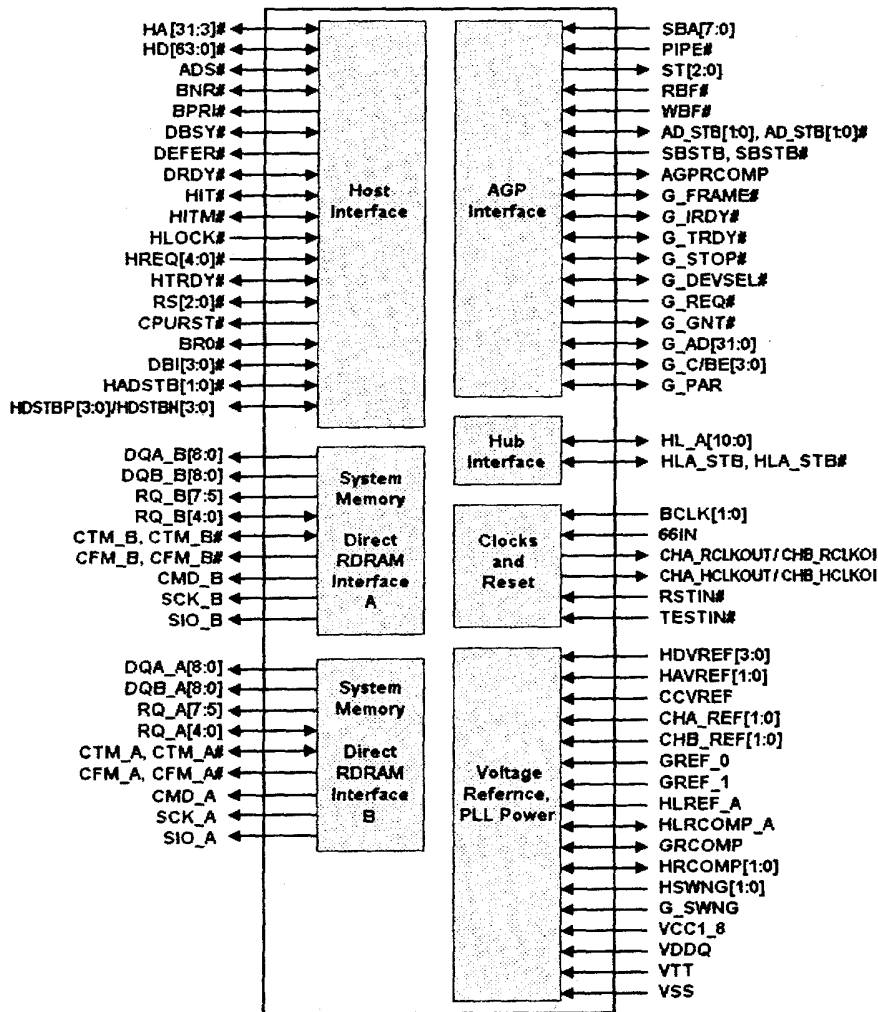 HA[31:3]#
HD[63:0]#
ADS#
BNR#
BPRI#
DBSY#
DEFER#
DRDY#
HIT#
HITM#
HLOCK#
HREQ[4:0]#
HTRDY#
RS[2:0]#
CPURST#
BR0#
DBI[3:0]#
HADSTB[1:0]#
HDSTBP[3:0]/HDSTBN[3:0]
Host
Interface
DQA_B[8:0]
DQB_B[8:0]
RQ_B[7:5]
RQ_B[4:0]
CTM_B, CTM_B#
CFM_B, CFM_B#
CMD_B
SCK_B
SIO_B
System
Memory
Direct
RDRAM
Interface
A
DQA_A[8:0]
DQB_A[8:0]
RQ_A[7:5]
RQ_A[4:0]
CTM_A, CTM_A#
CFM_A, CFM_A#
CMD_A
SCK_A
SIO_A
System
Memory
Direct
RDRAM
Interface
B
AGP
Interface
SBA[7:0]
PIPE#
ST[2:0]
RBF#
WBF#
AD_STB[1:0], AD_STB[1:0]#
SBSTB, SBSTB#
AGPRCOMP
G_FRAME#
G_IRDY#
G_TRDY#
G_STOP#
G_DEVSEL#
G_REQ#
G_GNT#
G_AD[31:0]
G_C/BE[3:0]
G_PAR
Hub
Interface
HL_A[10:0]
HLA_STB, HLA_STB#
Clocks
and
Reset
BCLK[1:0]
66IN
CHA_RCLKOUT/CHB_RCLKOI
CHA_HCLKOUT/CHB_HCLKOI
RSTIN#
TESTIN#
Voltage
Refernce,
PLL Power
HDVREF[3:0]
HAVREF[1:0]
CCVREF
CHA_REF[1:0]
CHB_REF[1:0]
GREF_0
GREF_1
HLREF_A
HLRCOMP_A
GRCOMP
HRCOMP[1:0]
HSWNG[1:0]
G_SWNG
VCC1_8
VDDQ
VTT
VSS